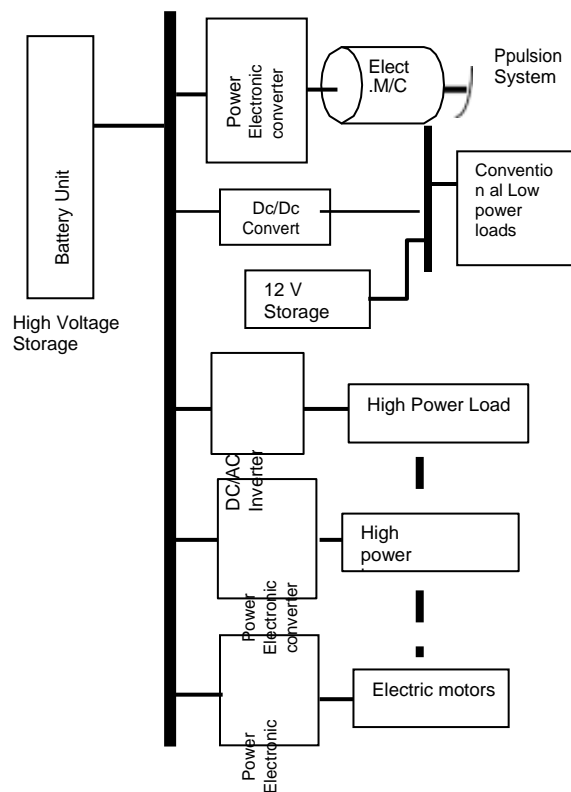 Battery Unit
High Voltage
Storage
Power
Electronic
converter
Elect
.M/C
Ppulsion
System
Dc/Dc
Convert
Conventio
n al Low
power
loads
12 V
Storage
DC/AC
Inverter
High Power Load
Power
Electronic
converter
High
power
Power
Electronic
Electric motors